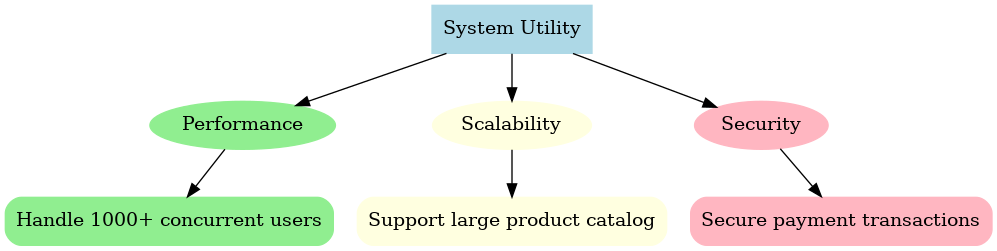 System Utility
Performance
Scalability
Security
Handle 1000+ concurrent users
Support large product catalog
Secure payment transactions